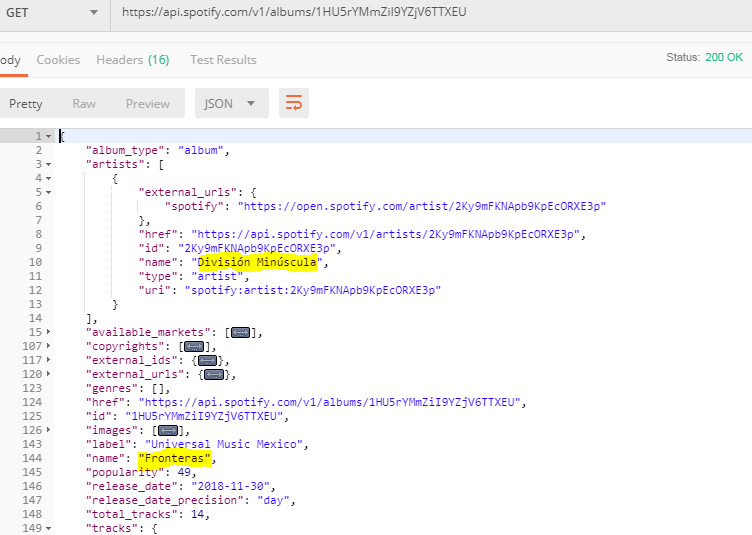 GET https://api.spotify.com/v1/albums/1HU5rYMmZiI9YZjV6TTXEU
ody Cookies Headers (16) Test Results Status: 200 OK
Pretty Raw Preview JSON
1 {
2 "album_type": "album",
3 "artists": [
4 {
5 "external_urls": {
6 "spotify": "https://open.spotify.com/artist/2Ky9mFKNApb9KpEcORXE3p"
7 },
8 "href": "https://api.spotify.com/v1/artists/2Ky9mFKNApb9KpEcORXE3p",
9 "id": "2Ky9mFKNApb9KpEcORXE3p",
10 "name": "División Minúscula",
11 "type": "artist",
12 "uri": "spotify:artist:2Ky9mFKNApb9KpEcORXE3p"
13 }
14 ],
15 "available_markets": [],
107 "copyrights": [],
117 "external_ids": {},
120 "external_urls": {},
123 "genres": [],
124 "href": "https://api.spotify.com/v1/albums/1HU5rYMmZiI9YZjV6TTXEU",
125 "id": "1HU5rYMmZiI9YZjV6TTXEU",
126 "images": [],
143 "label": "Universal Music Mexico",
144 "name": "Fronteras",
145 "popularity": 49,
146 "release_date": "2018-11-30",
147 "release_date_precision": "day",
148 "total_tracks": 14,
149 "tracks": {